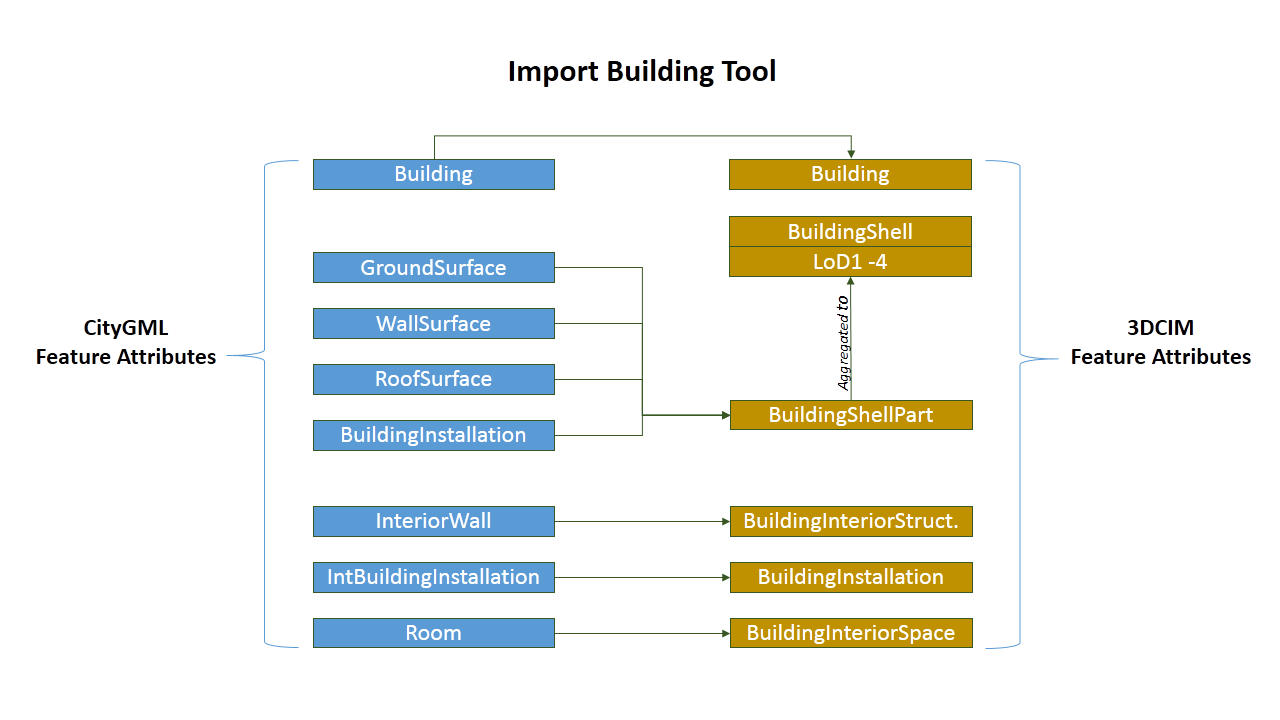 Import Building Tool
Building
Building
BuildingShell
LoD1 -4
GroundSurface
WallSurface
RoofSurface
BuildingInstallation
Aggregated to
BuildingShellPart
CityGML
Feature Attributes
3DCIM
Feature Attributes
InteriorWall
BuildingInteriorStruct.
IntBuildingInstallation
BuildingInstallation
Room
BuildingInteriorSpace